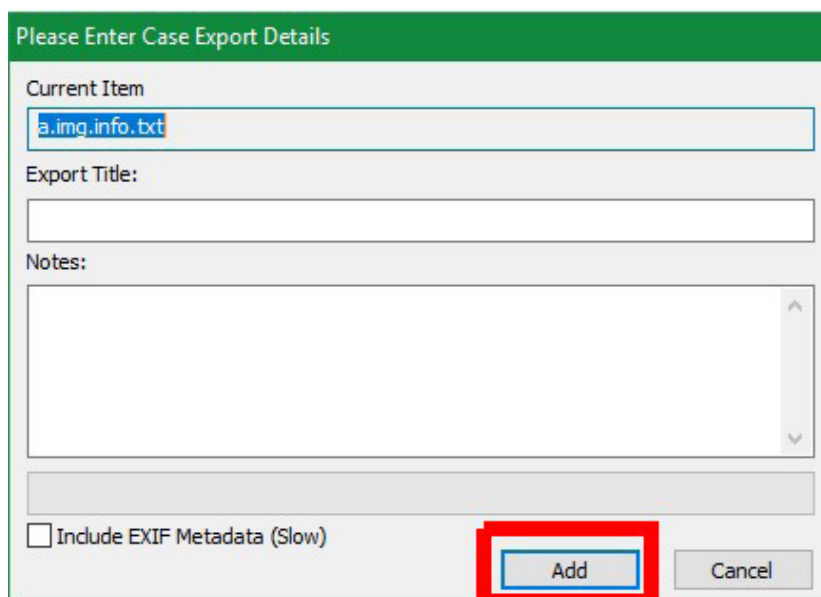 Please Enter Case Export Details
Current Item
a.img.info.txt
Export Title:
Notes:
Include EXIF Metadata (Slow)
Add Cancel